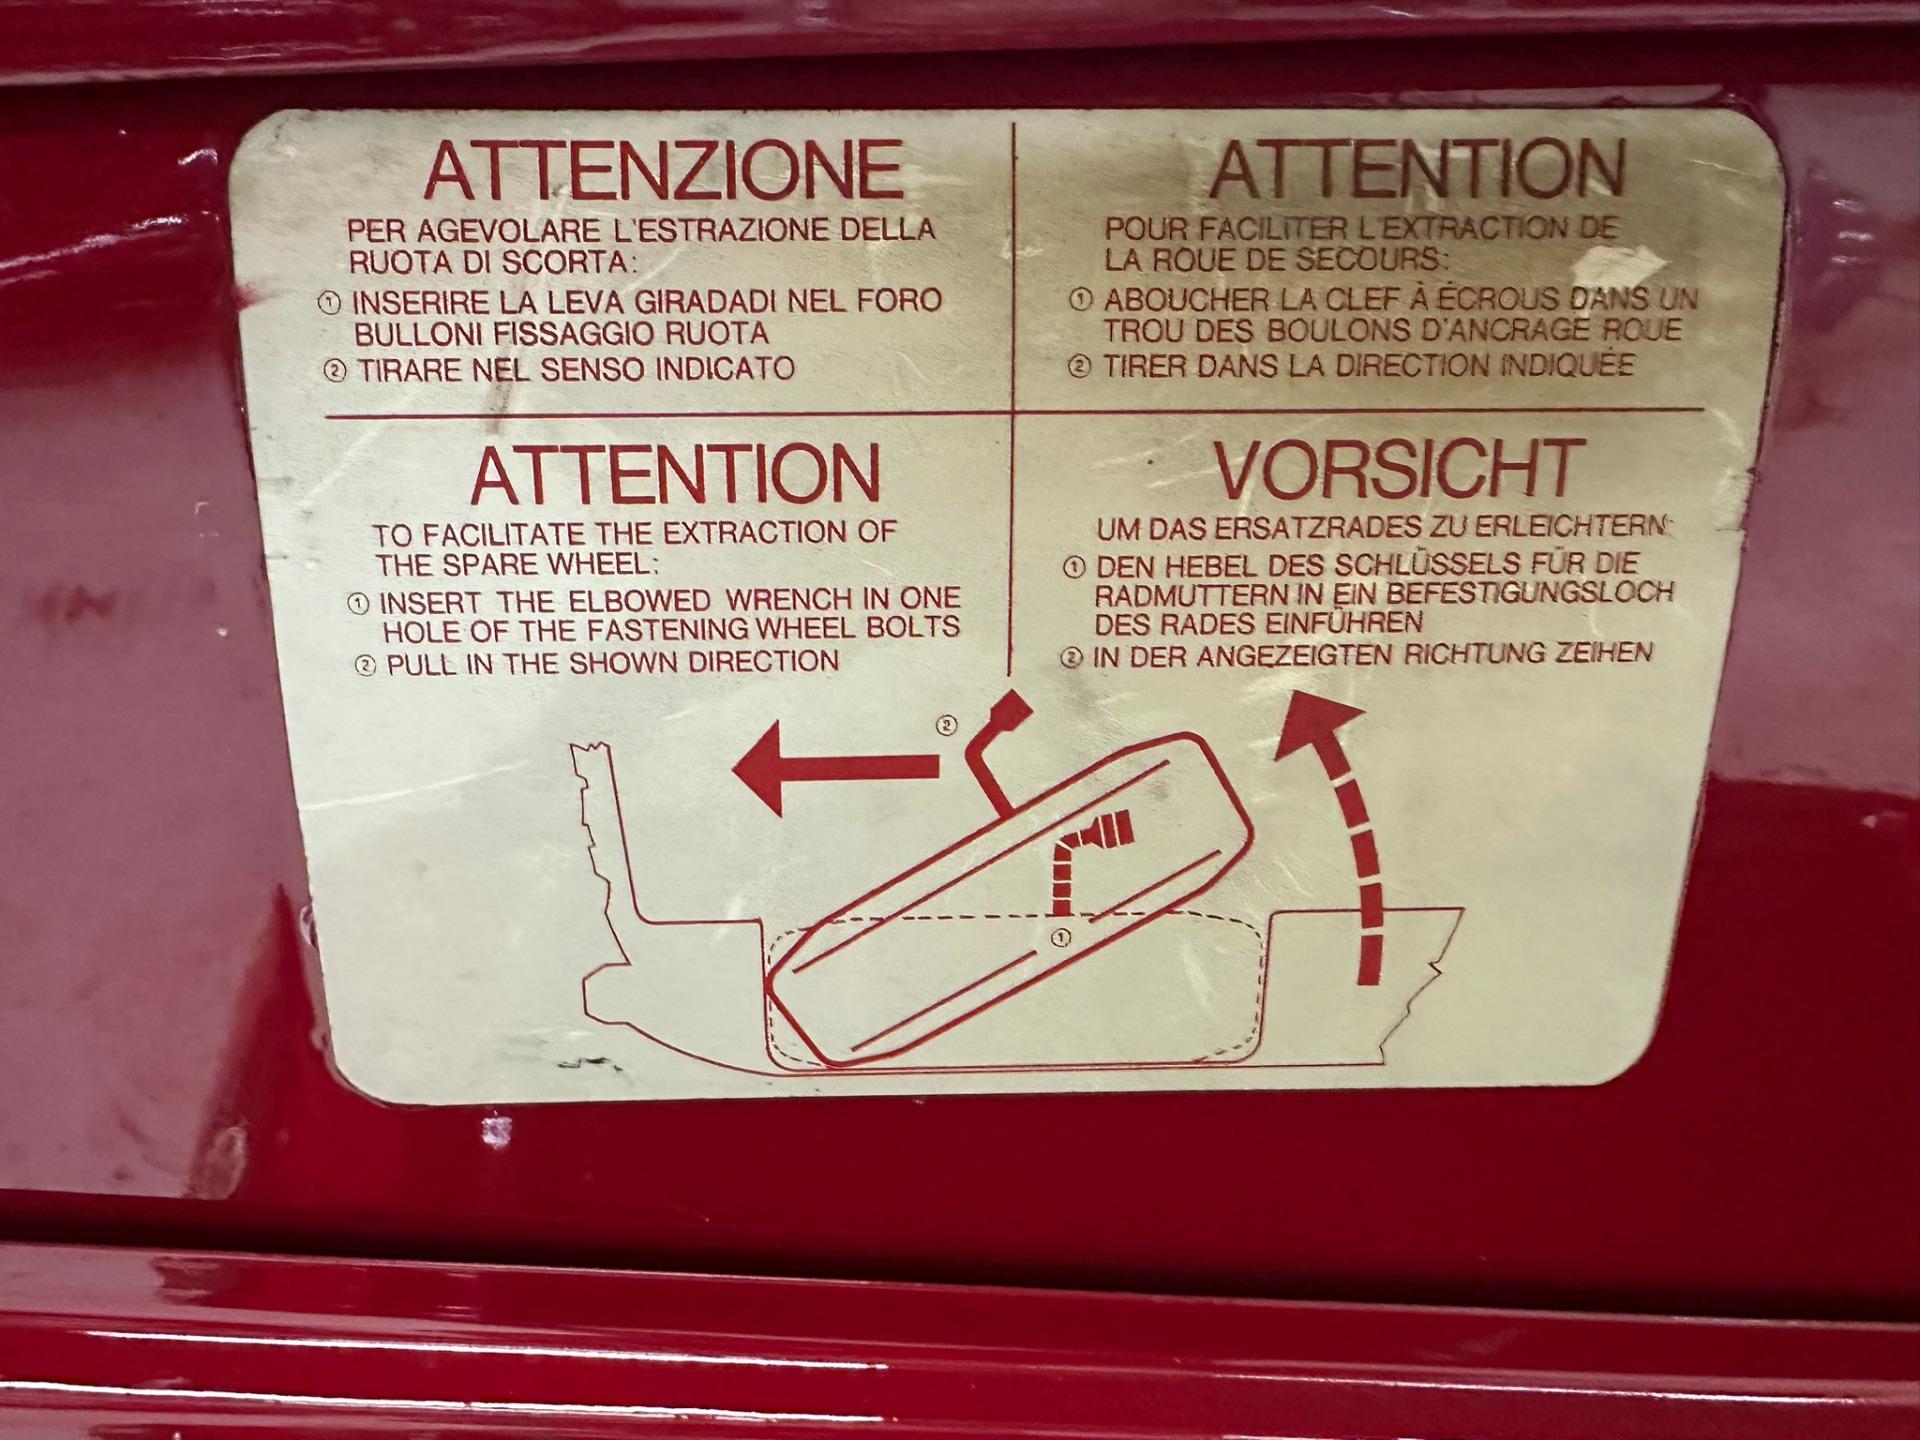 ATTENZIONE
PER AGEVOLARE L'ESTRAZIONE DELLA
RUOTA DI SCORTA:
① INSERIRE LA LEVA GIRADADI NEL FORO
BULLONI FISSAGGIO RUOTA
② TIRARE NEL SENSO INDICATO
ATTENTION
POUR FACILITER L'EXTRACTION DE
LA ROUE DE SECOURS:
① ABOUCHER LA CLEF À ÉCROUS DANS UN
TROU DES BOULONS D'ANCRAGE ROUE
② TIRER DANS LA DIRECTION INDIQUÉE
ATTENTION
TO FACILITATE THE EXTRACTION OF
THE SPARE WHEEL:
① INSERT THE ELBOWED WRENCH IN ONE
HOLE OF THE FASTENING WHEEL BOLTS
② PULL IN THE SHOWN DIRECTION
VORSICHT
UM DAS ERSATZRADES ZU ERLEICHTERN:
① DEN HEBEL DES SCHLÜSSELS FÜR DIE
RADMUTTERN IN EIN BEFESTIGUNGSLOCH
DES RADES EINFÜHREN
② IN DER ANGEZEIGTEN RICHTUNG ZEIHEN
②
①